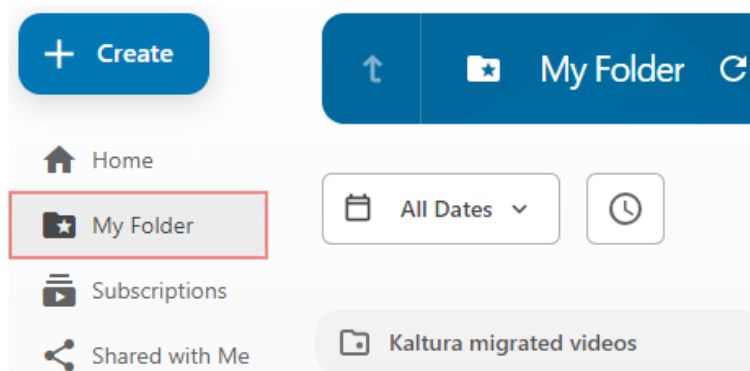 Create
Home
My Folder
Subscriptions
Shared with Me
My Folder
All Dates
Kaltura migrated videos